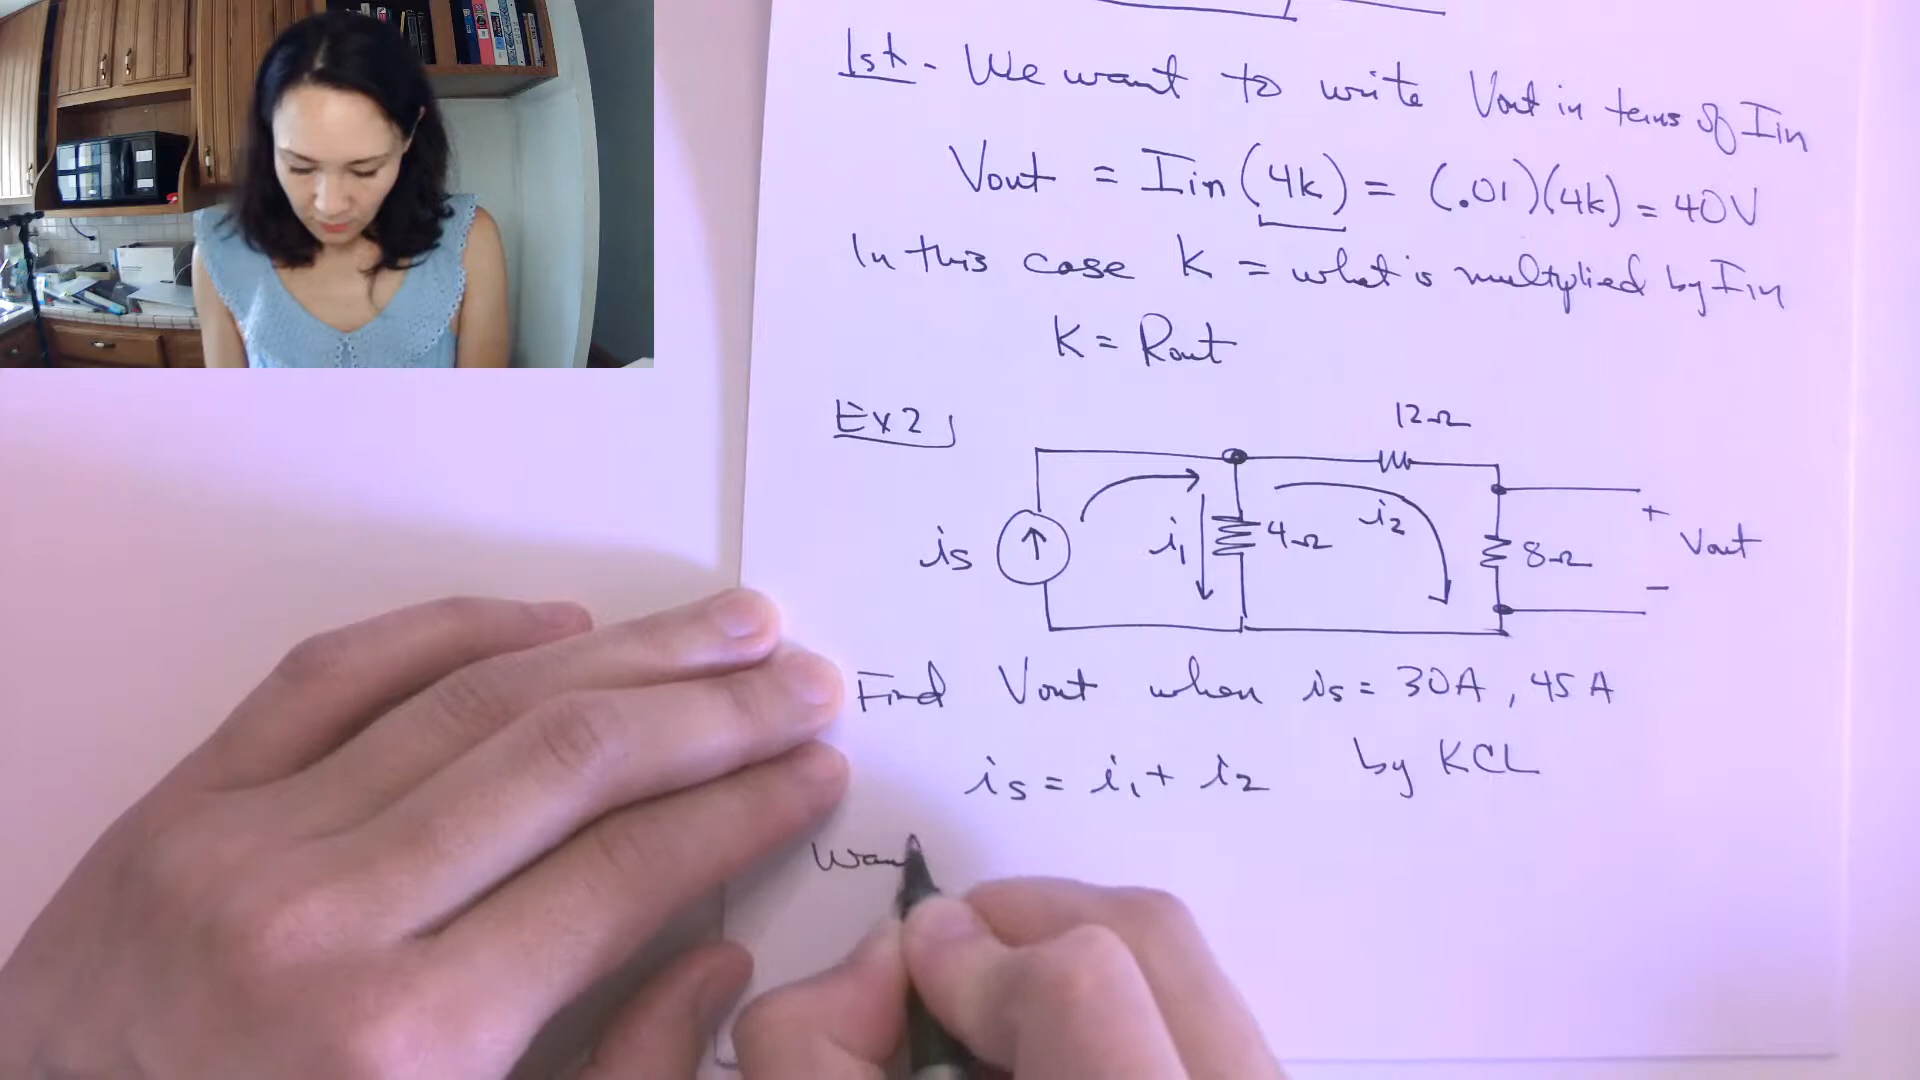 1st - We want to write Vout in terms of Iin
Vout = Iin (4k) = (.01)(4k) = 40V
In this case K = what is multiplied by Iin
K = Rout
Ex2
12Ω
is
i₁
4Ω
i₂
8Ω
+
Vout
-
Find Vout when is = 30A, 45A
is = i₁ + i₂ by KCL